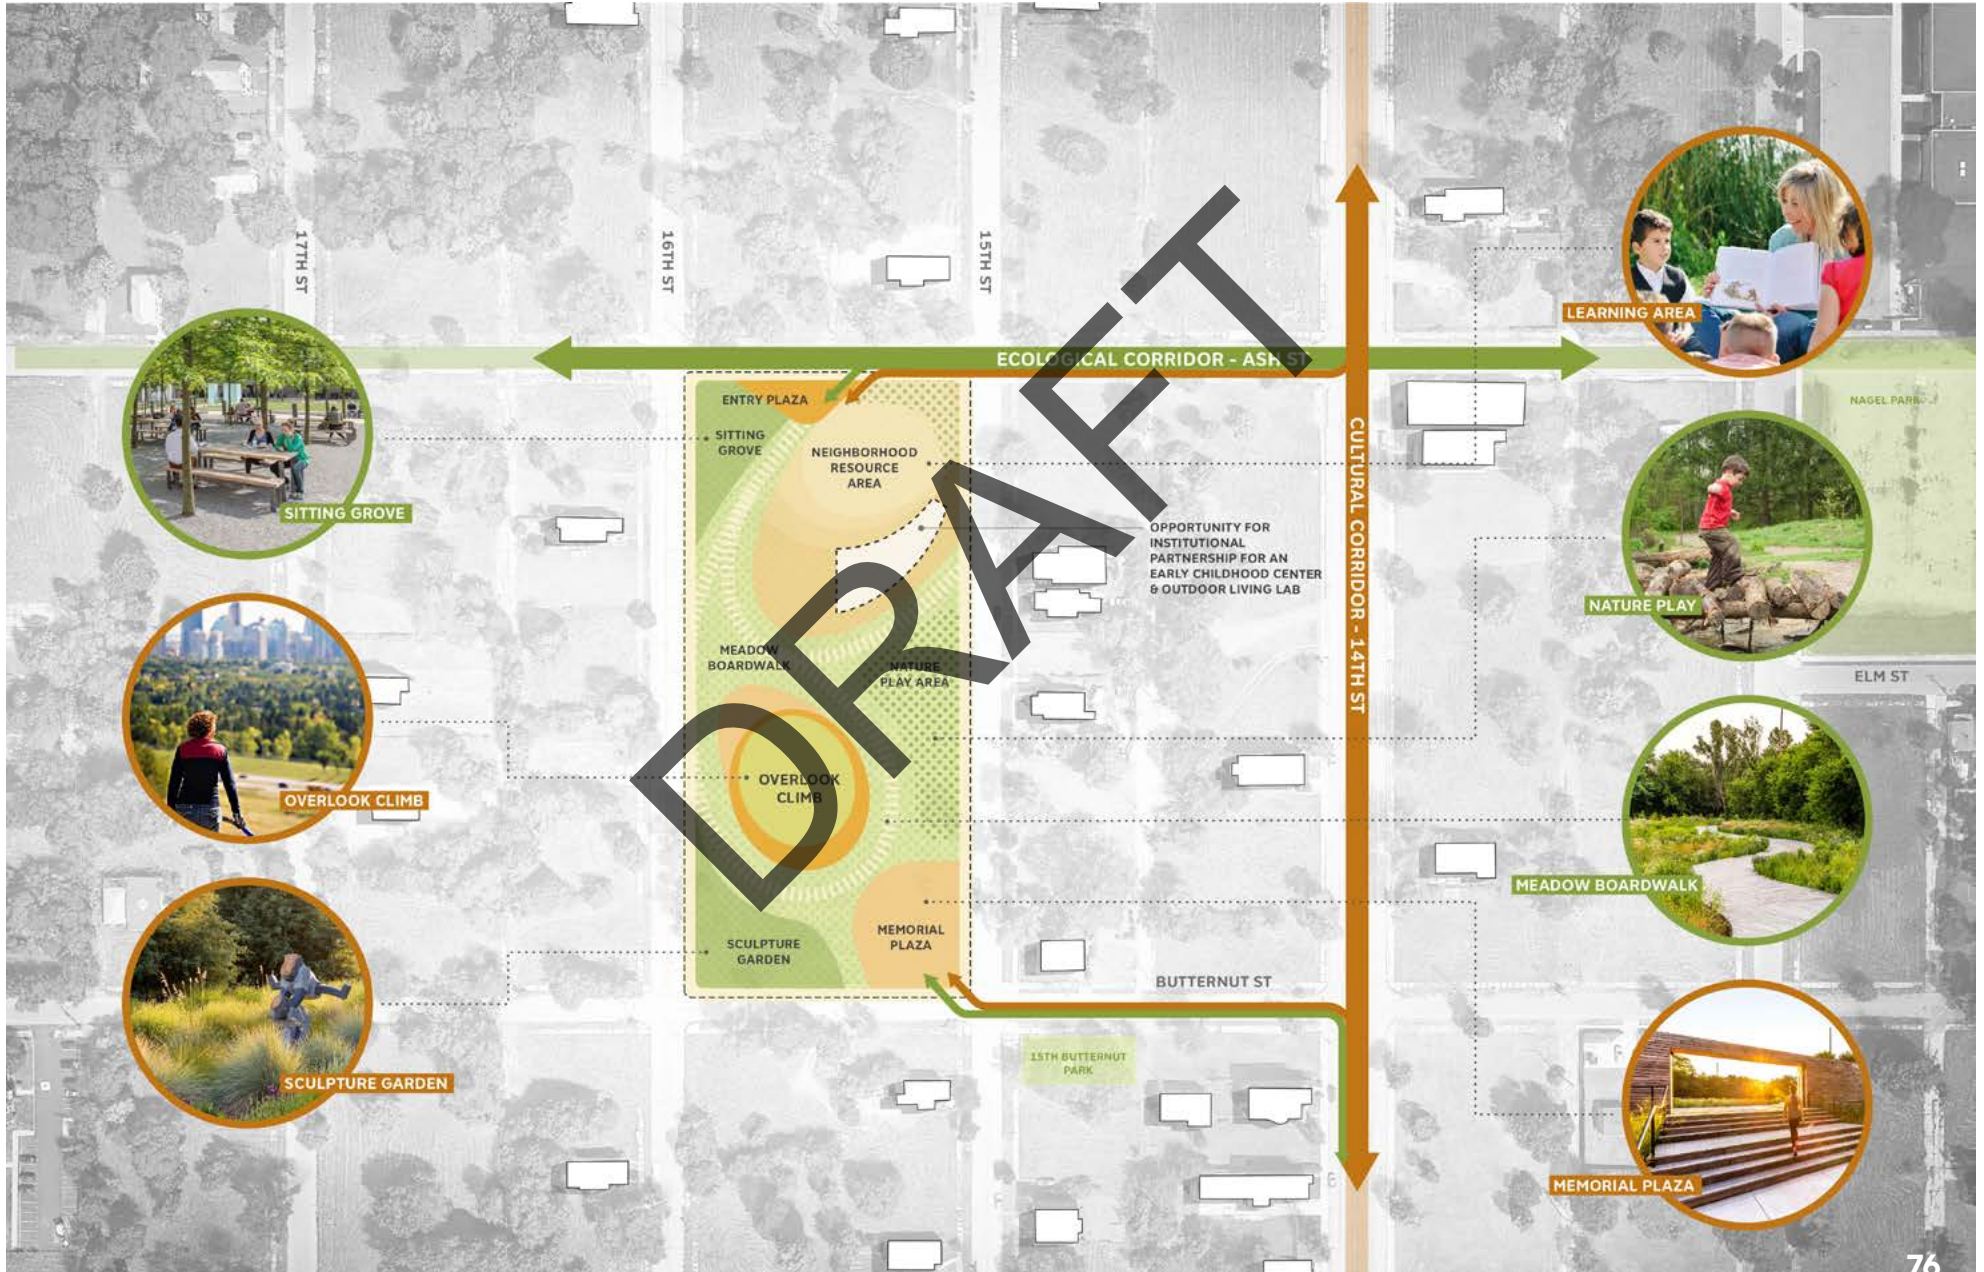 17TH ST
16TH ST
15TH ST
LEARNING AREA
ECOLOGICAL CORRIDOR - ASH ST
CULTURAL CORRIDOR - 14TH ST
NAGEL PARK
ENTRY PLAZA
SITTING
GROVE
NEIGHBORHOOD
RESOURCE
AREA
SITTING GROVE
OPPORTUNITY FOR
INSTITUTIONAL
PARTNERSHIP FOR AN
EARLY CHILDHOOD CENTER
& OUTDOOR LIVING LAB
NATURE PLAY
MEADOW
BOARDWALK
NATURE
PLAY AREA
ELM ST
OVERLOOK
CLIMB
OVERLOOK CLIMB
MEADOW BOARDWALK
SCULPTURE
GARDEN
MEMORIAL
PLAZA
BUTTERNUT ST
15TH BUTTERNUT
PARK
SCULPTURE GARDEN
MEMORIAL PLAZA
DRAFT
76